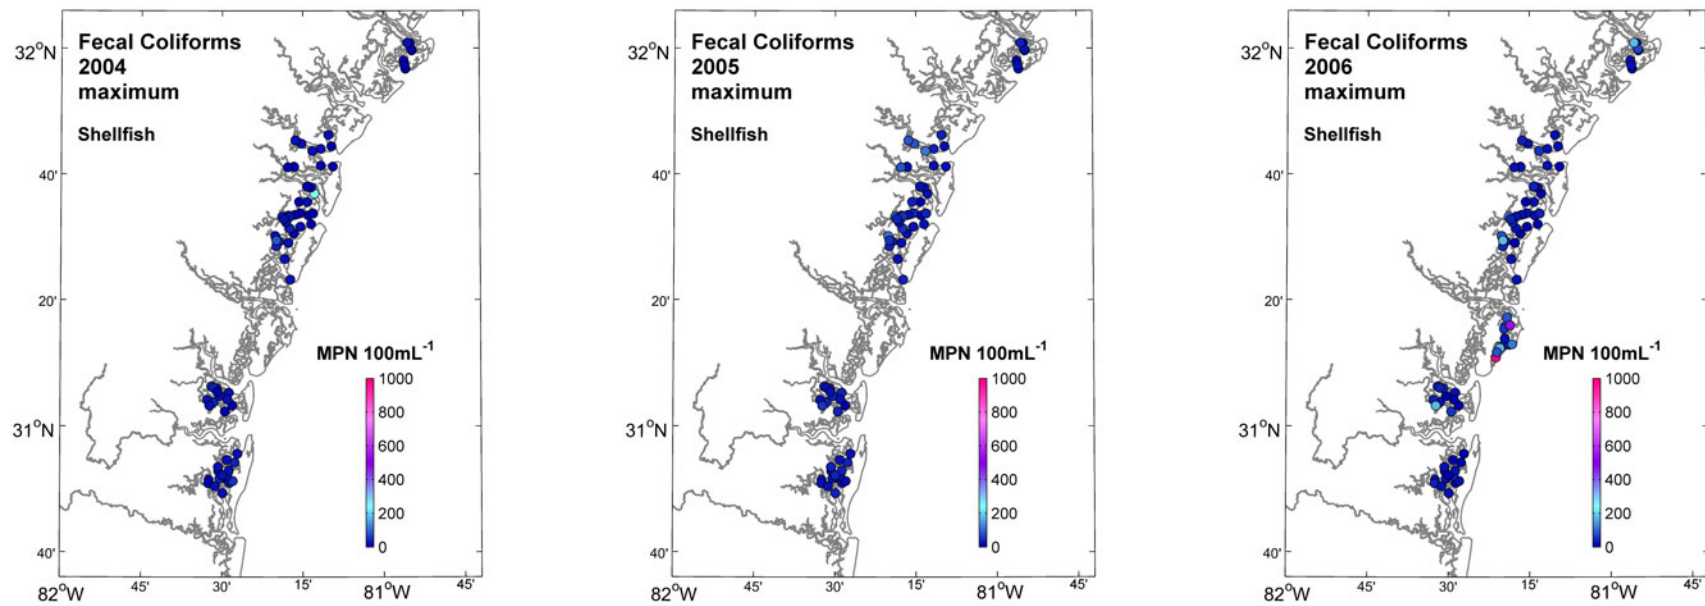 Fecal Coliforms
2004
maximum
Shellfish
32°N
40'
20'
31°N
40'
MPN 100mL⁻¹
1000
800
600
400
200
0
82°W
45'
30'
15'
81°W
45'
Fecal Coliforms
2005
maximum
Shellfish
32°N
40'
20'
31°N
40'
MPN 100mL⁻¹
1000
800
600
400
200
0
82°W
45'
30'
15'
81°W
45'
Fecal Coliforms
2006
maximum
Shellfish
32°N
40'
20'
31°N
40'
MPN 100mL⁻¹
1000
800
600
400
200
0
82°W
45'
30'
15'
81°W
45'